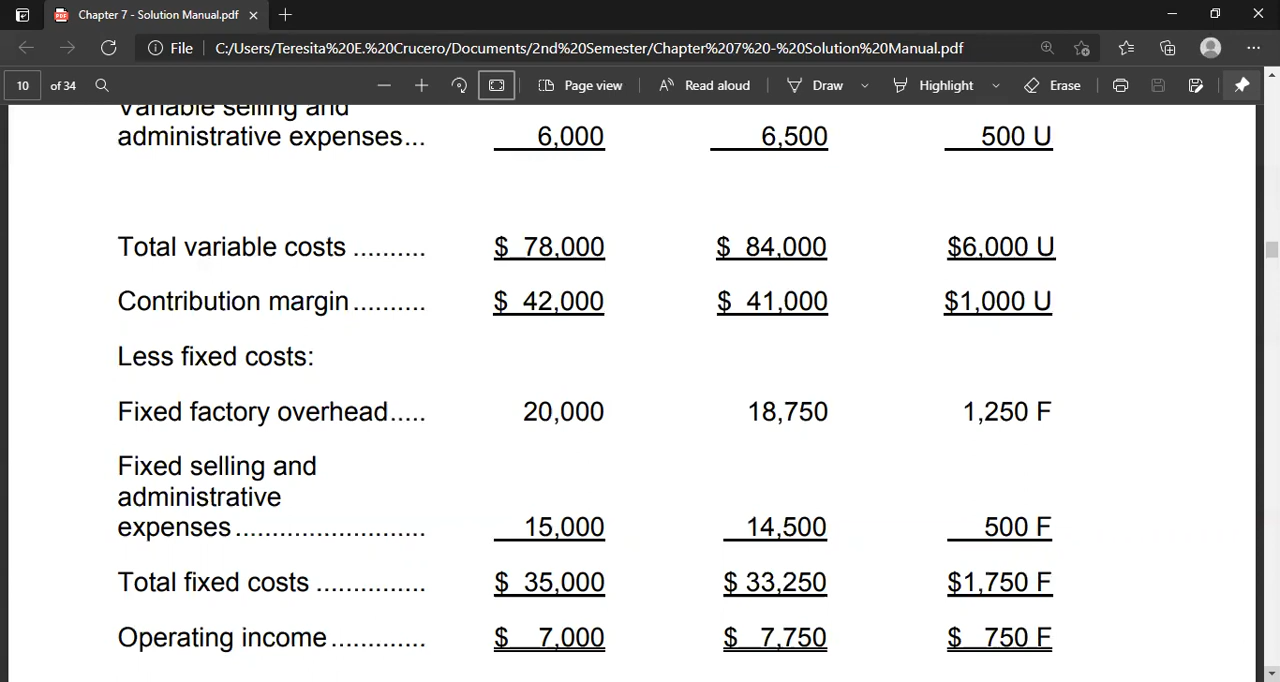 Chapter 7 - Solution Manual.pdf
File C:/Users/Teresita%20E.%20Crucero/Documents/2nd%20Semester/Chapter%207%20-%20Solution%20Manual.pdf
10 of 34 Page view Read aloud Draw Highlight Erase
Variable selling and
administrative expenses... 6,000 6,500 500 U
Total variable costs .......... $ 78,000 $ 84,000 $6,000 U
Contribution margin .......... $ 42,000 $ 41,000 $1,000 U
Less fixed costs:
Fixed factory overhead..... 20,000 18,750 1,250 F
Fixed selling and
administrative
expenses .......................... 15,000 14,500 500 F
Total fixed costs ............... $ 35,000 $ 33,250 $1,750 F
Operating income ............. $ 7,000 $ 7,750 $ 750 F